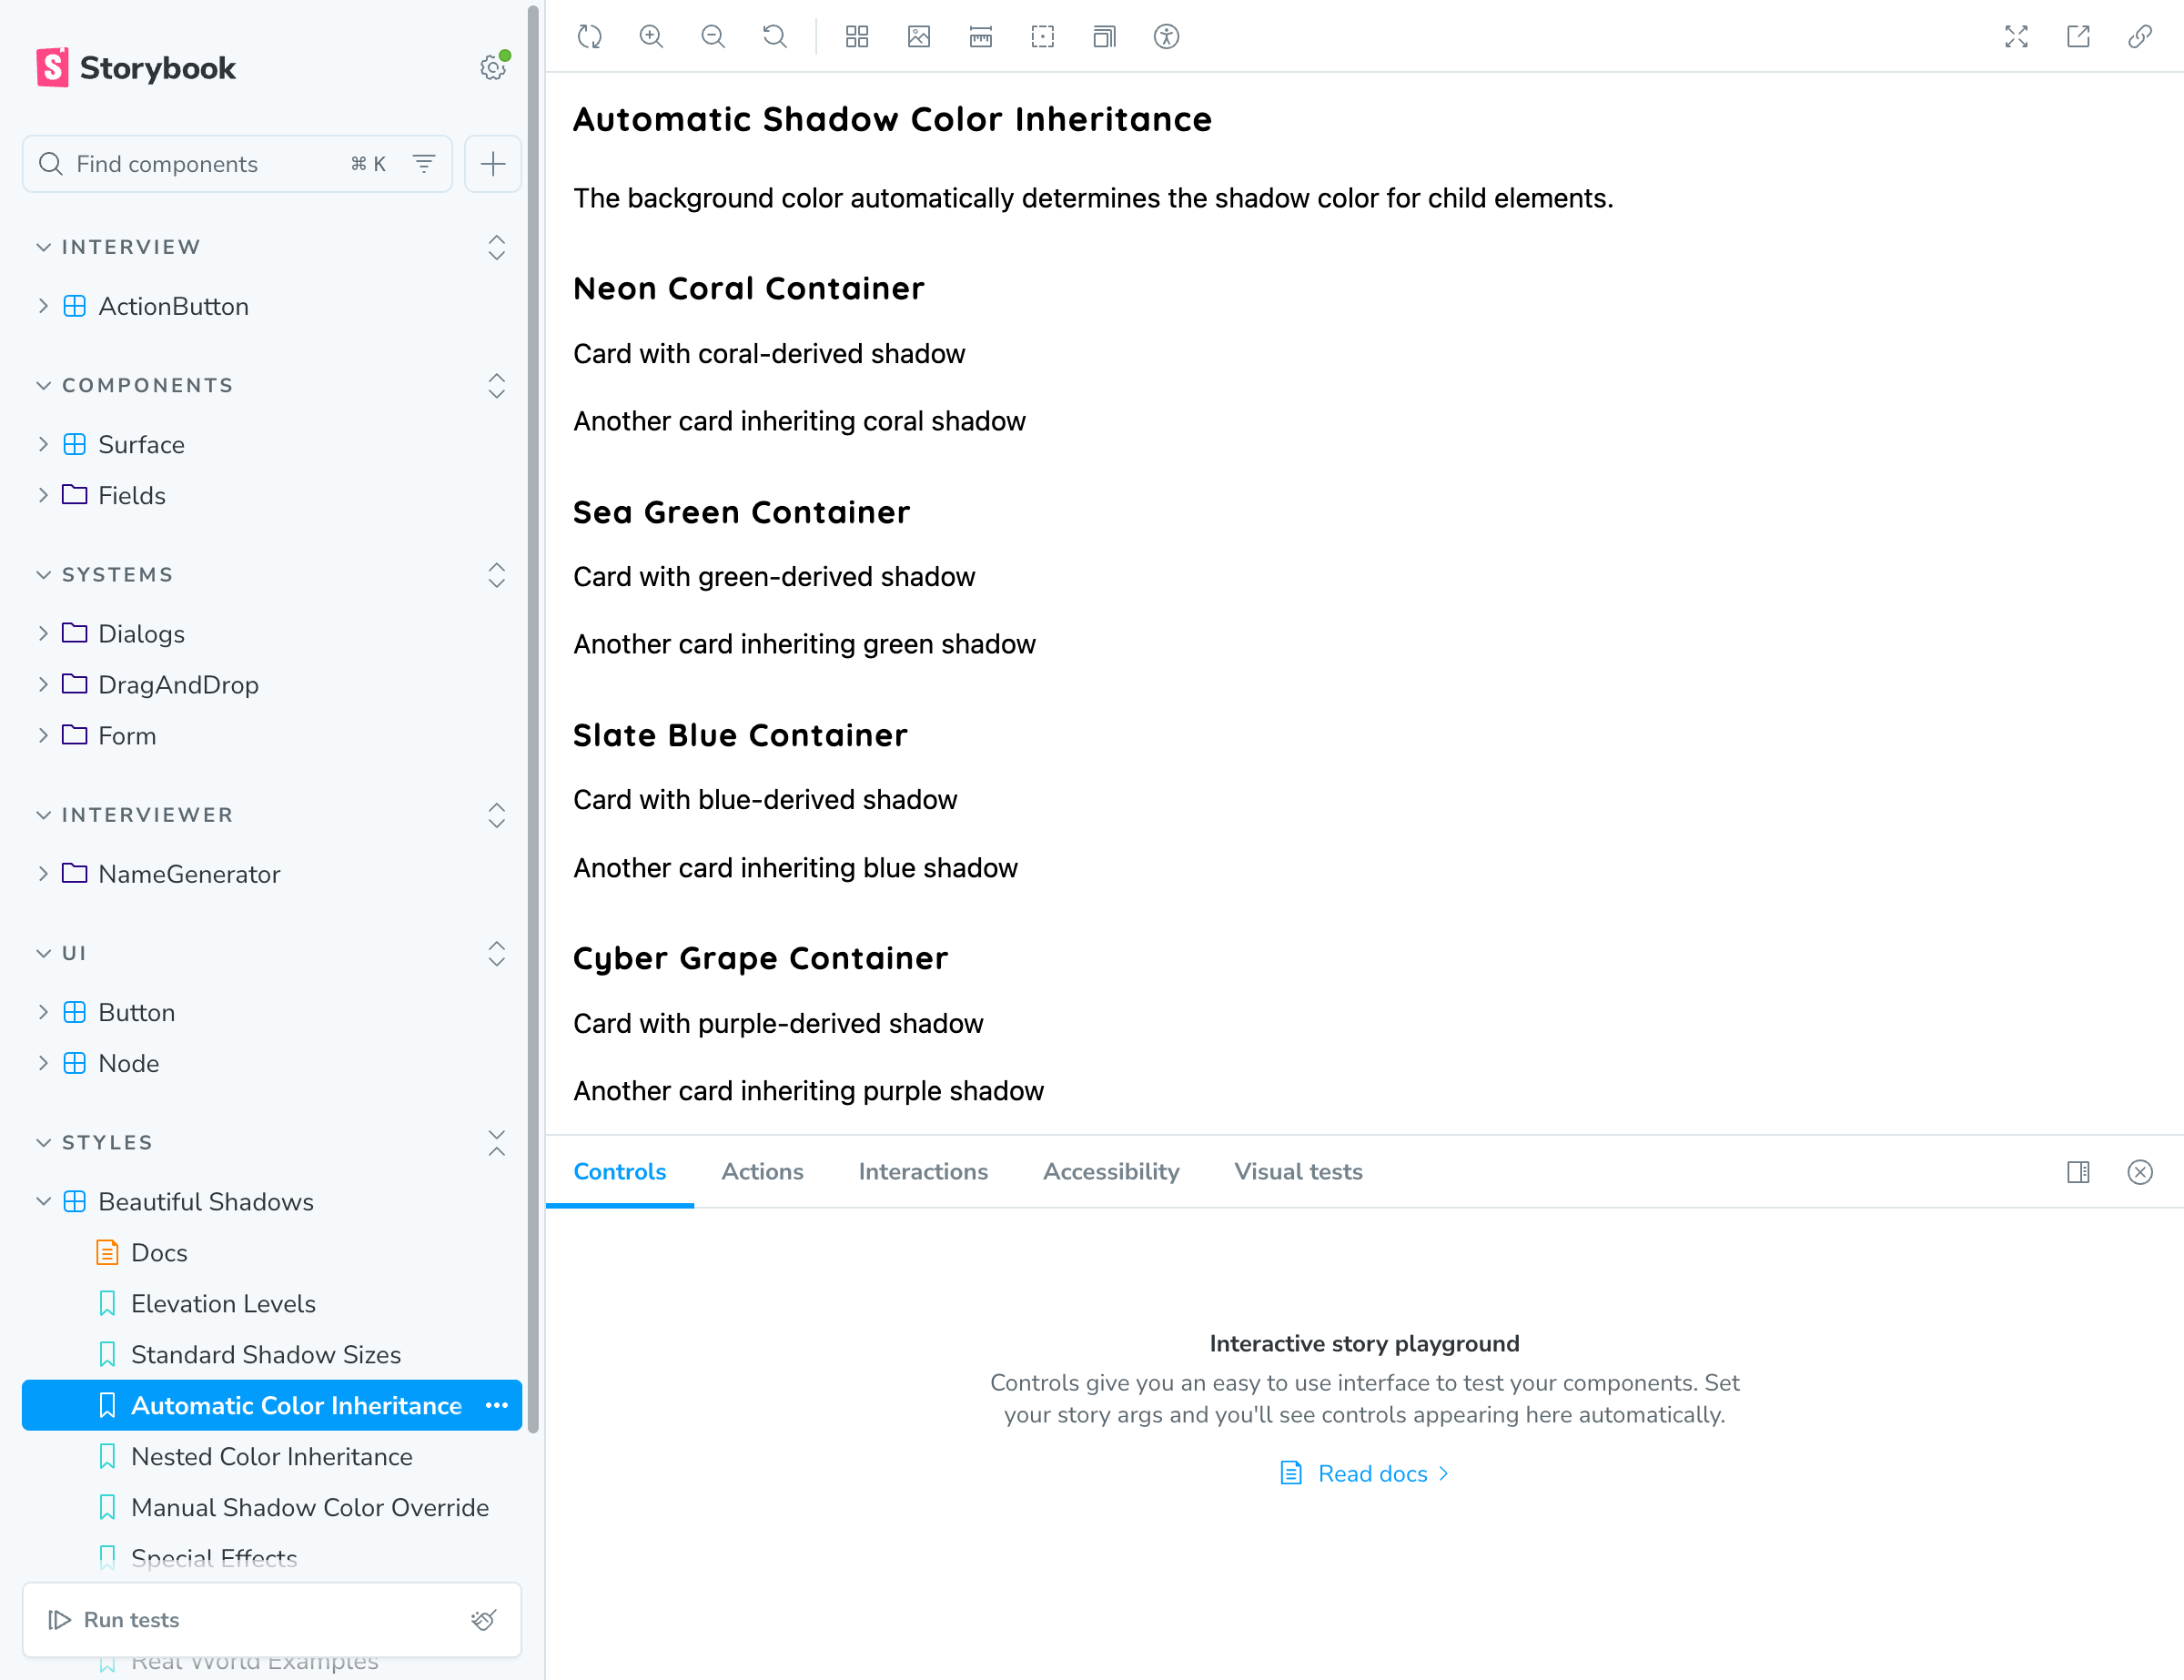 Storybook
Find components
⌘ K
INTERVIEW
ActionButton
COMPONENTS
Surface
Fields
SYSTEMS
Dialogs
DragAndDrop
Form
INTERVIEWER
NameGenerator
UI
Button
Node
STYLES
Beautiful Shadows
Docs
Elevation Levels
Standard Shadow Sizes
Automatic Color Inheritance
Nested Color Inheritance
Manual Shadow Color Override
Special Effects
Run tests
Real World Examples
Automatic Shadow Color Inheritance
The background color automatically determines the shadow color for child elements.
Neon Coral Container
Card with coral-derived shadow
Another card inheriting coral shadow
Sea Green Container
Card with green-derived shadow
Another card inheriting green shadow
Slate Blue Container
Card with blue-derived shadow
Another card inheriting blue shadow
Cyber Grape Container
Card with purple-derived shadow
Another card inheriting purple shadow
Controls
Actions
Interactions
Accessibility
Visual tests
Interactive story playground
Controls give you an easy to use interface to test your components. Set
your story args and you'll see controls appearing here automatically.
Read docs